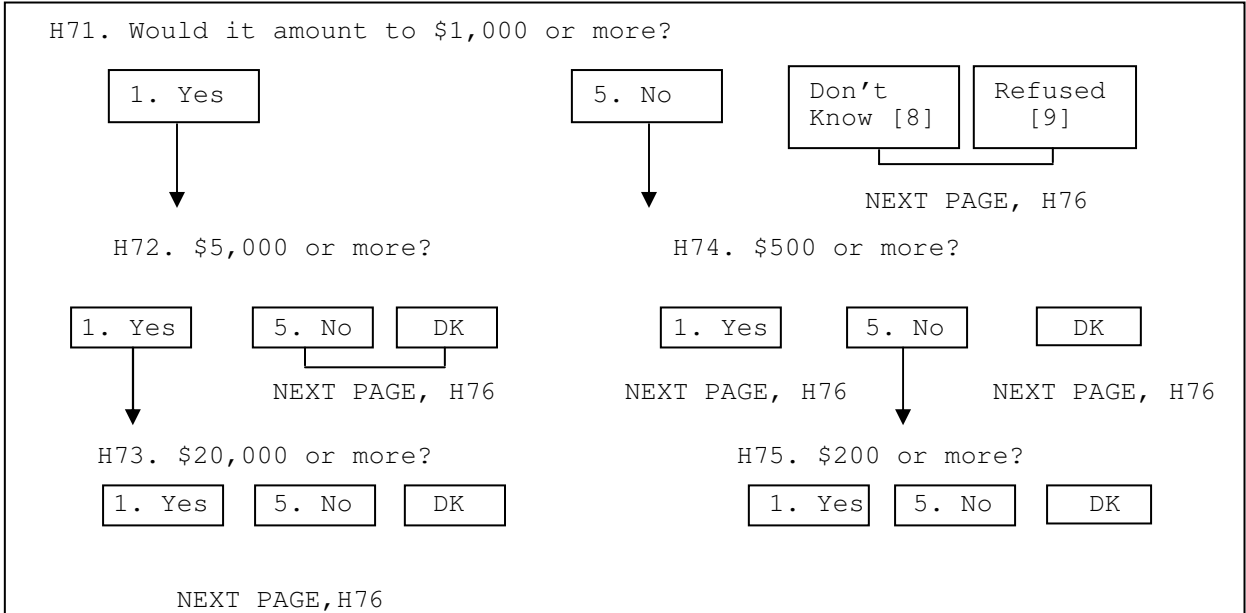 H71. Would it amount to $1,000 or more?
1. Yes
5. No
Don't
Know [8]
Refused
[9]
NEXT PAGE, H76
H72. $5,000 or more?
H74. $500 or more?
1. Yes
5. No
DK
1. Yes
5. No
DK
NEXT PAGE, H76
NEXT PAGE, H76
NEXT PAGE, H76
H73. $20,000 or more?
H75. $200 or more?
1. Yes
5. No
DK
1. Yes
5. No
DK
NEXT PAGE,H76